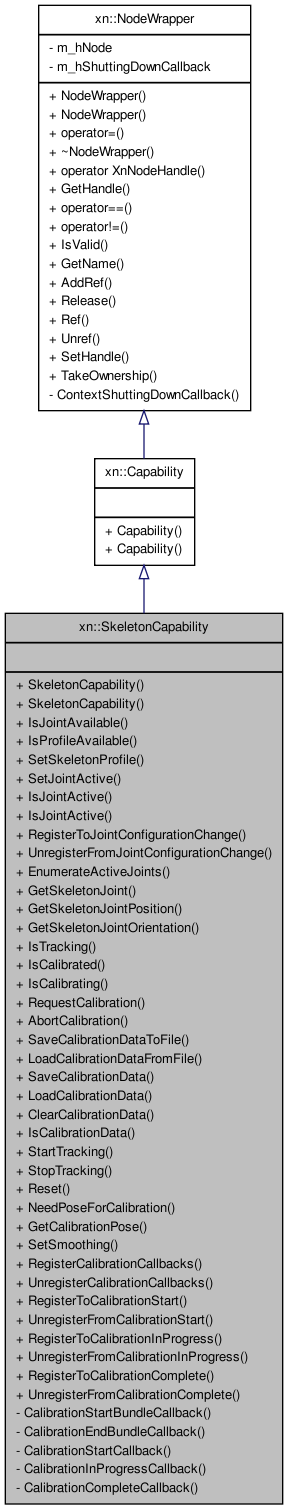 xn::NodeWrapper
- m_hNode
- m_hShuttingDownCallback
+ NodeWrapper()
+ NodeWrapper()
+ operator=()
+ ~NodeWrapper()
+ operator XnNodeHandle()
+ GetHandle()
+ operator==()
+ operator!=()
+ IsValid()
+ GetName()
+ AddRef()
+ Release()
+ Ref()
+ Unref()
+ SetHandle()
+ TakeOwnership()
- ContextShuttingDownCallback()
xn::Capability
+ Capability()
+ Capability()
xn::SkeletonCapability
+ SkeletonCapability()
+ SkeletonCapability()
+ IsJointAvailable()
+ IsProfileAvailable()
+ SetSkeletonProfile()
+ SetJointActive()
+ IsJointActive()
+ IsJointActive()
+ RegisterToJointConfigurationChange()
+ UnregisterFromJointConfigurationChange()
+ EnumerateActiveJoints()
+ GetSkeletonJoint()
+ GetSkeletonJointPosition()
+ GetSkeletonJointOrientation()
+ IsTracking()
+ IsCalibrated()
+ IsCalibrating()
+ RequestCalibration()
+ AbortCalibration()
+ SaveCalibrationDataToFile()
+ LoadCalibrationDataFromFile()
+ SaveCalibrationData()
+ LoadCalibrationData()
+ ClearCalibrationData()
+ IsCalibrationData()
+ StartTracking()
+ StopTracking()
+ Reset()
+ NeedPoseForCalibration()
+ GetCalibrationPose()
+ SetSmoothing()
+ RegisterCalibrationCallbacks()
+ UnregisterCalibrationCallbacks()
+ RegisterToCalibrationStart()
+ UnregisterFromCalibrationStart()
+ RegisterToCalibrationInProgress()
+ UnregisterFromCalibrationInProgress()
+ RegisterToCalibrationComplete()
+ UnregisterFromCalibrationComplete()
- CalibrationStartBundleCallback()
- CalibrationEndBundleCallback()
- CalibrationStartCallback()
- CalibrationInProgressCallback()
- CalibrationCompleteCallback()